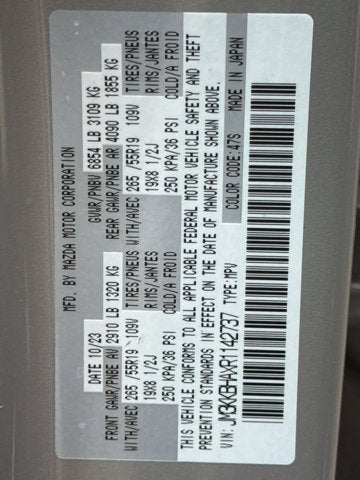 MFD. BY MAZDA MOTOR CORPORATION
DATE 10/23 GVWR/PNBV 6854 LB 3109 KG
FRONT GAWR/PNBE AV 2910 LB 1320 KG REAR GAWR/PNBE AR 4090 LB 1855 KG
WITH/AVEC 265/55R19 109V TIRES/PNEUS WITH/AVEC 265/55R19 109V TIRES/PNEUS
19X8 1/2J RIMS/JANTES 19X8 1/2J RIMS/JANTES
250 KPA/36 PSI COLD/A FROID 250 KPA/36 PSI COLD/A FROID
THIS VEHICLE CONFORMS TO ALL APPLICABLE FEDERAL MOTOR VEHICLE SAFETY AND THEFT
PREVENTION STANDARDS IN EFFECT ON THE DATE OF MANUFACTURE SHOWN ABOVE.
VIN: JM3KKBHAXR1142737 TYPE: MPV MADE IN JAPAN
COLOR CODE: 47S